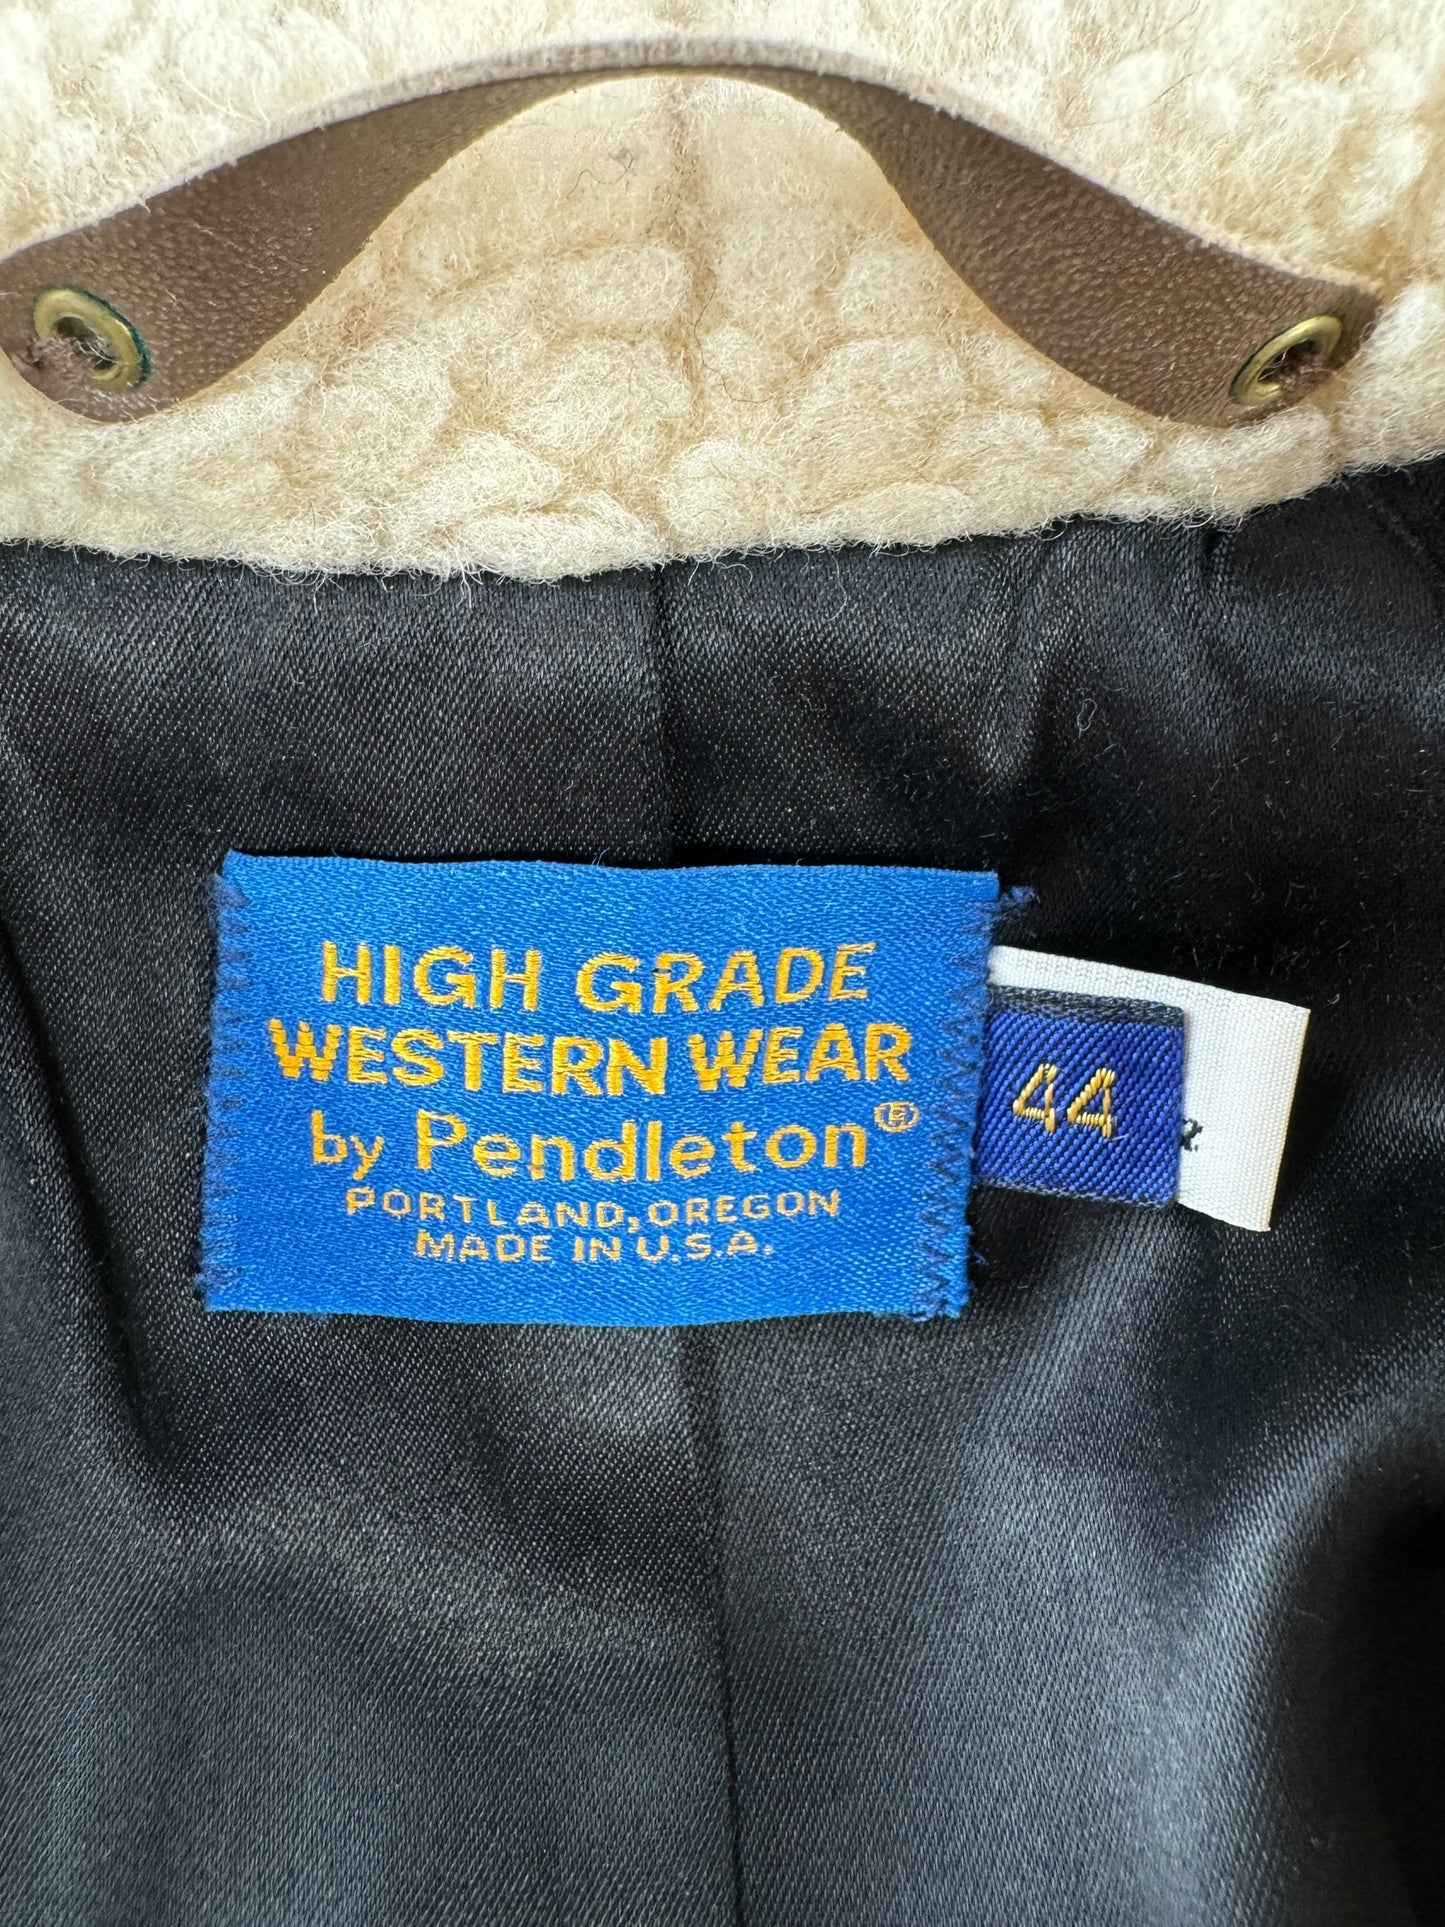 HIGH GRADE
WESTERN WEAR
by Pendleton®
PORTLAND, OREGON
MADE IN U.S.A.
44